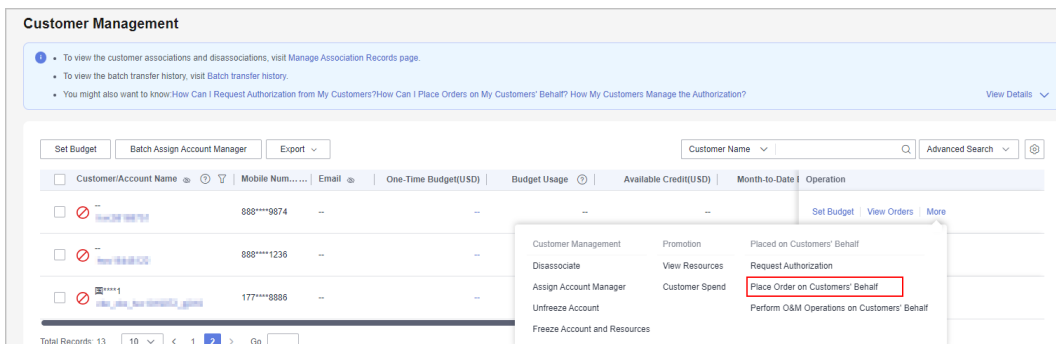 Customer Management
• To view the customer associations and disassociations, visit Manage Association Records page.
• To view the batch transfer history, visit Batch transfer history.
• You might also want to know:How Can I Request Authorization from My Customers?How Can I Place Orders on My Customers' Behalf? How My Customers Manage the Authorization?
View Details
Set Budget Batch Assign Account Manager Export Customer Name Advanced Search
Customer/Account Name Mobile Num... ... Email One-Time Budget(USD) Budget Usage Available Credit(USD) Month-to-Date Operation
--
888****9874 -- -- -- -- Set Budget View Orders More
--
888****1236 -- --
国****1
177****8886 --
Customer Management Promotion Placed on Customers' Behalf
Disassociate View Resources Request Authorization
Assign Account Manager Customer Spend Place Order on Customers' Behalf
Unfreeze Account Perform O&M Operations on Customers' Behalf
Freeze Account and Resources
Total Records: 13 10 < 1 2 > Go